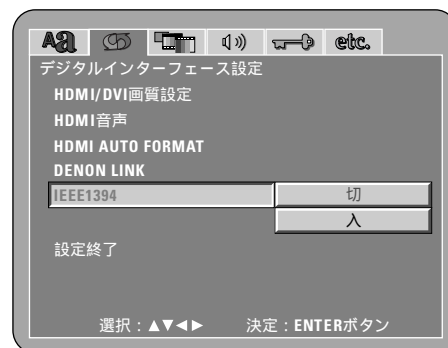 Aa etc.
デジタルインターフェース設定
HDMI/DVI画質設定
HDMI音声
HDMI AUTO FORMAT
DENON LINK
IEEE1394 切
入
設定終了
選択：▲▼◀▶ 決定：ENTERボタン